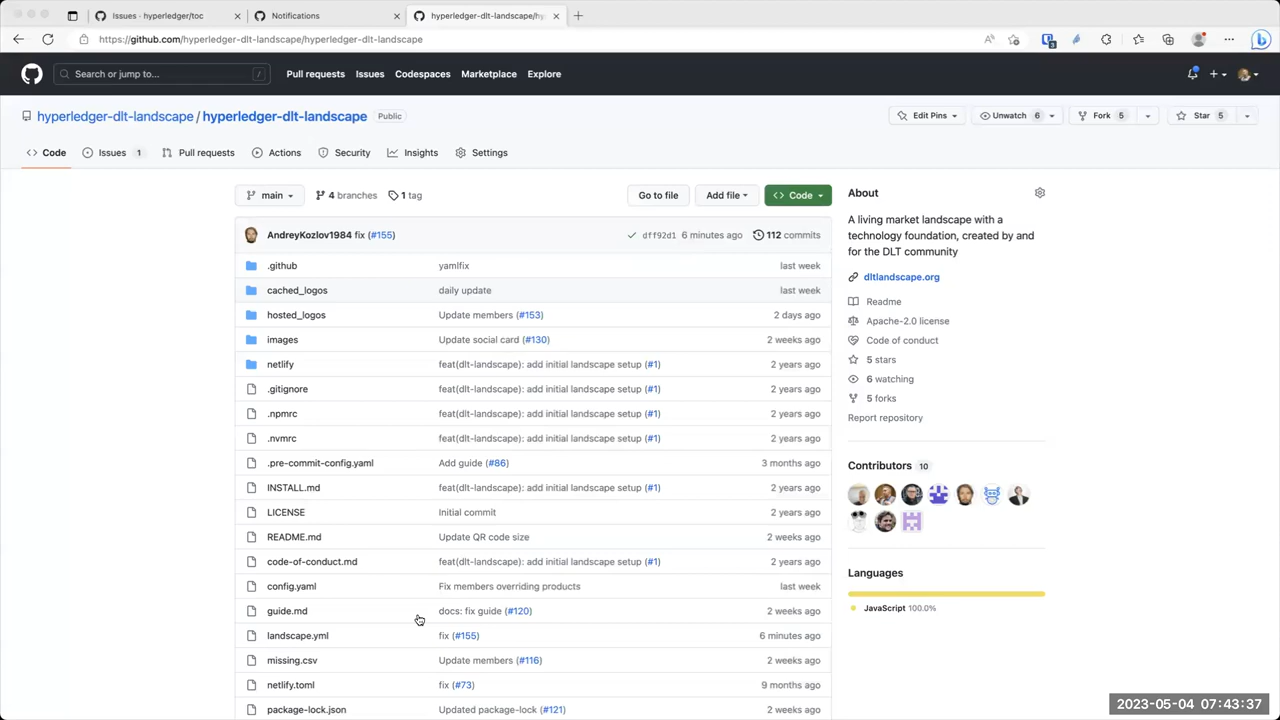 Issues · hyperledger/toc
Notifications
hyperledger-dlt-landscape/hy
https://github.com/hyperledger-dlt-landscape/hyperledger-dlt-landscape
Search or jump to...
/
Pull requests
Issues
Codespaces
Marketplace
Explore
hyperledger-dlt-landscape / hyperledger-dlt-landscape
Public
Edit Pins
Unwatch 6
Fork 5
Star 5
Code
Issues 1
Pull requests
Actions
Security
Insights
Settings
main
4 branches
1 tag
Go to file
Add file
Code
AndreyKozlov1984 fix (#155)
dff92d1 6 minutes ago
112 commits
.github yamlfix last week
cached_logos daily update last week
hosted_logos Update members (#153) 2 days ago
images Update social card (#130) 2 weeks ago
netlify feat(dlt-landscape): add initial landscape setup (#1) 2 years ago
.gitignore feat(dlt-landscape): add initial landscape setup (#1) 2 years ago
.npmrc feat(dlt-landscape): add initial landscape setup (#1) 2 years ago
.nvmrc feat(dlt-landscape): add initial landscape setup (#1) 2 years ago
.pre-commit-config.yaml Add guide (#86) 3 months ago
INSTALL.md feat(dlt-landscape): add initial landscape setup (#1) 2 years ago
LICENSE Initial commit 2 years ago
README.md Update QR code size 2 weeks ago
code-of-conduct.md feat(dlt-landscape): add initial landscape setup (#1) 2 years ago
config.yaml Fix members overriding products last week
guide.md docs: fix guide (#120) 2 weeks ago
landscape.yml fix (#155) 6 minutes ago
missing.csv Update members (#116) 2 weeks ago
netlify.toml fix (#73) 9 months ago
package-lock.json Updated package-lock (#121) 2 weeks ago
About
A living market landscape with a
technology foundation, created by and
for the DLT community
dltlandscape.org
Readme
Apache-2.0 license
Code of conduct
5 stars
6 watching
5 forks
Report repository
Contributors 10
Languages
JavaScript 100.0%
2023-05-04 07:43:37